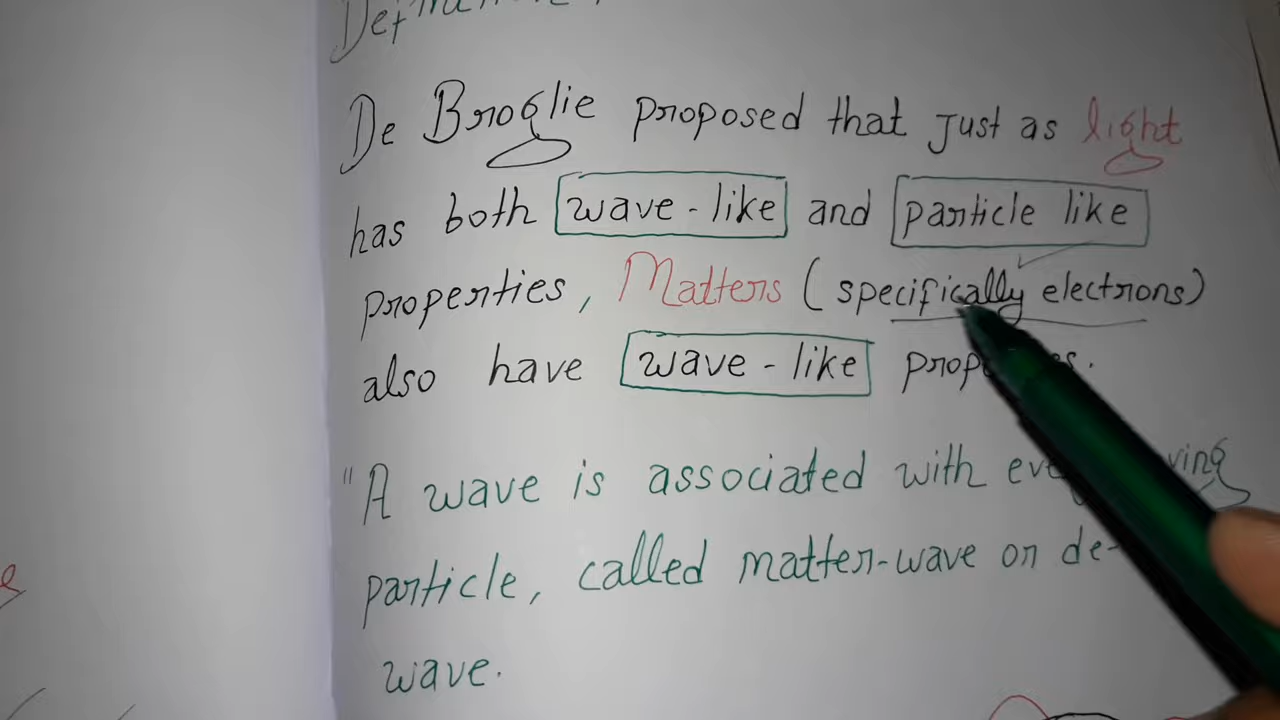 De Broglie proposed that just as light
has both wave-like and particle like
properties, Matters (specifically electrons)
also have wave-like
"A wave is associated with
particle, called matter-wave or de-
wave.